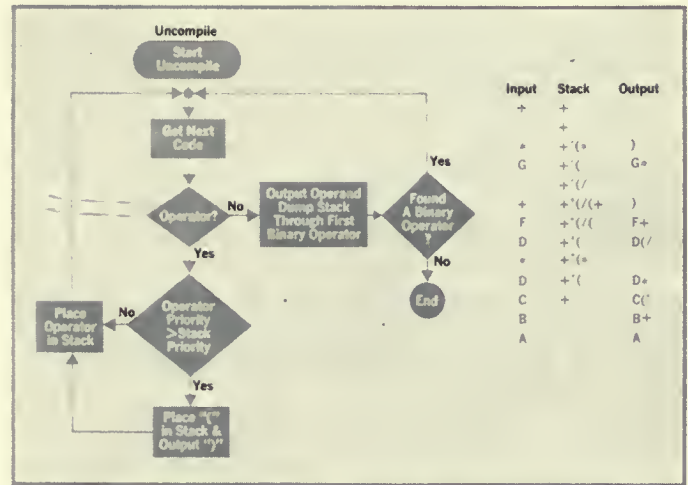 Uncompile
Start
Uncompile
Get Next
Code
Operator?
No
Output Operand
Dump Stack
Through First
Binary Operator
Yes
Found
A Binary
Operator
?
No
End
Yes
Operator
Priority
>Stack
Priority
No
Place
Operator
in Stack
Yes
Place "("
in Stack &
Output ")"
Input Stack Output
+ +
+
* +*(* )
G +*( G*
+*(/
+ +*(/(+ )
F +*(/( F+
D +*( D(/
* +*(*
D +*( D*
C + C(
B B+
A A